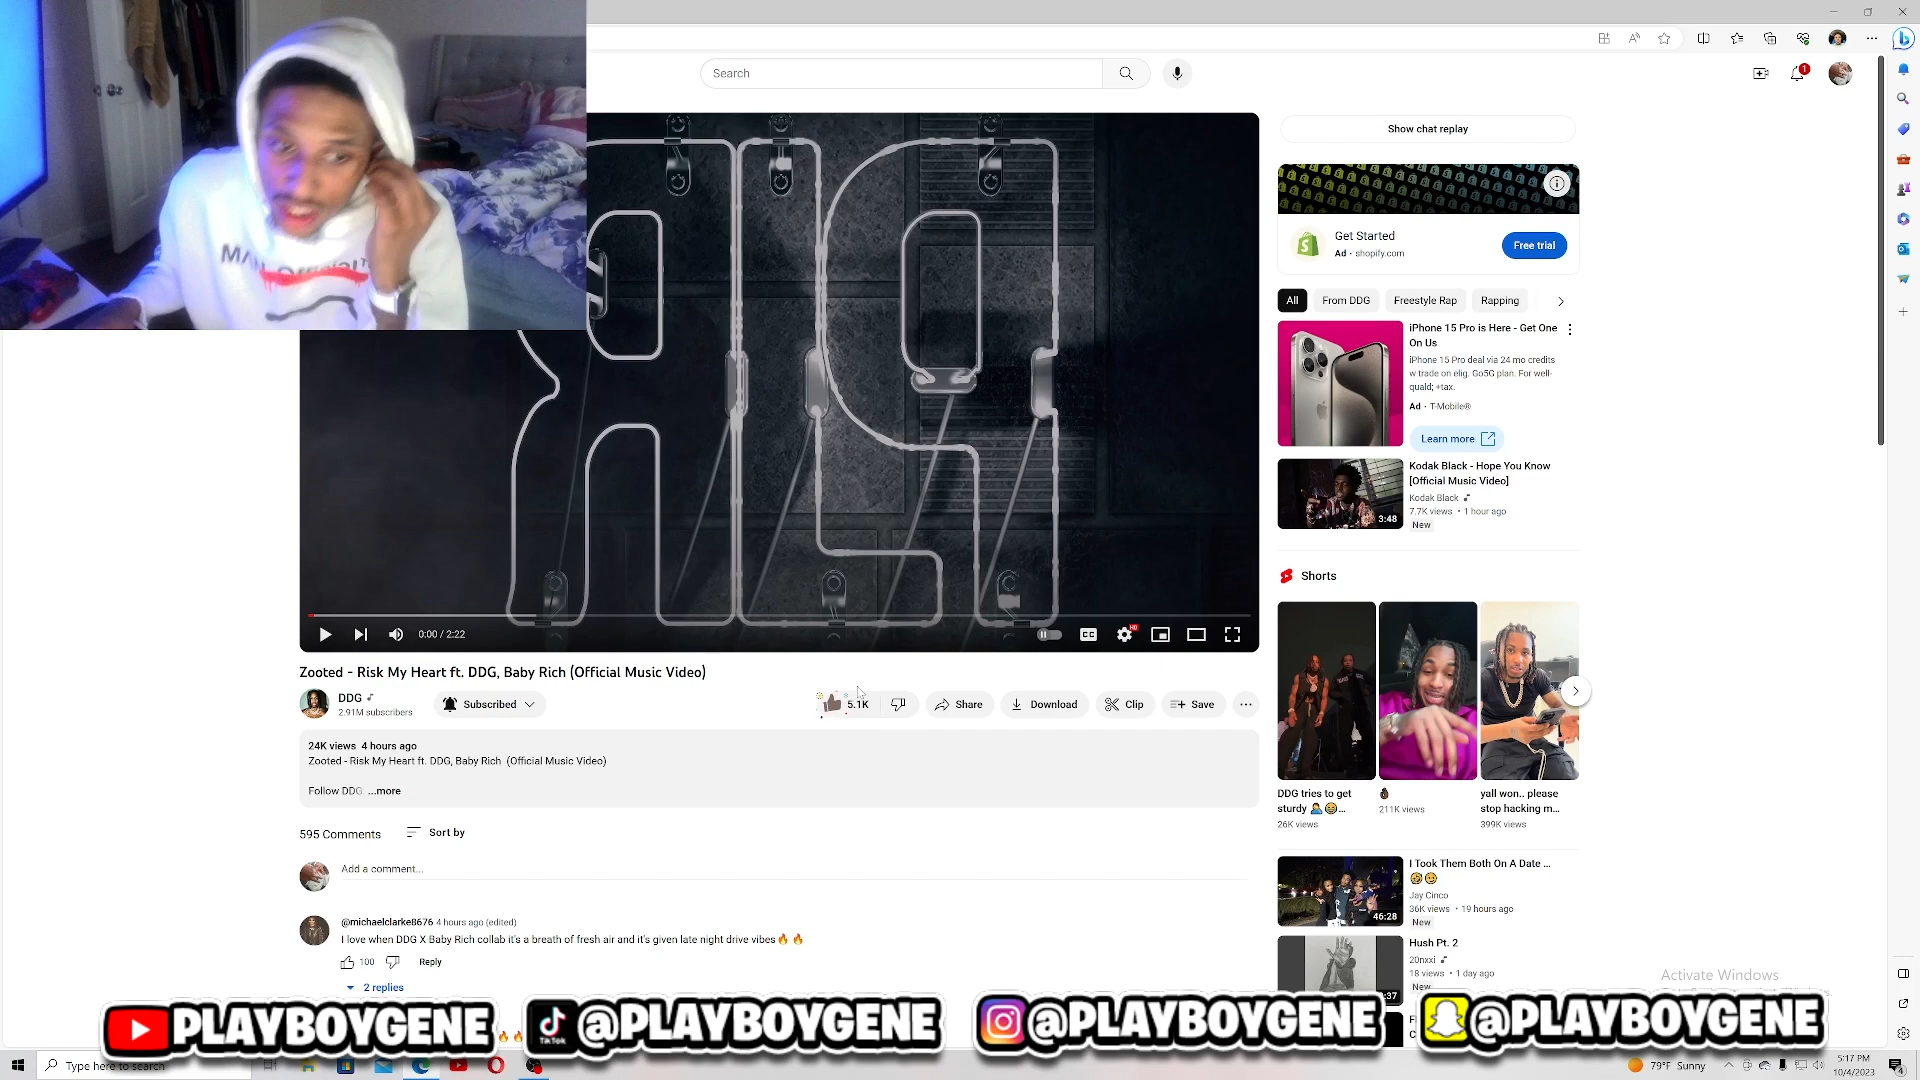 Search
Show chat replay
Get Started
Ad · shopify.com
Free trial
All
From DDG
Freestyle Rap
Rapping
iPhone 15 Pro is Here - Get One
On Us
iPhone 15 Pro deal via 24 mo credits
w trade on elig. Go5G plan. For well-
quald; +tax.
Ad · T-Mobile®
Learn more
Kodak Black - Hope You Know
[Official Music Video]
Kodak Black
7.7K views · 1 hour ago
New
3:48
Shorts
0:00 / 2:22
CC
HD
Zooted - Risk My Heart ft. DDG, Baby Rich (Official Music Video)
DDG
2.91M subscribers
Subscribed
5.1K
Share
Download
Clip
Save
24K views 4 hours ago
Zooted - Risk My Heart ft. DDG, Baby Rich (Official Music Video)
Follow DDG ...more
595 Comments
Sort by
Add a comment...
@michaelclarke8676 4 hours ago (edited)
I love when DDG X Baby Rich collab it's a breath of fresh air and it's given late night drive vibes🔥 🔥
100
Reply
2 replies
DDG tries to get
sturdy 🤦‍♂️😂...
26K views
211K views
yall won.. please
stop hacking m...
399K views
I Took Them Both On A Date ...
🤣😏
Jay Cinco
36K views · 19 hours ago
New
46:28
Hush Pt. 2
20nxxi
18 views · 1 day ago
New
:37
Activate Windows
PLAYBOYGENE
TikTok
@PLAYBOYGENE
@PLAYBOYGENE
@PLAYBOYGENE
Type here to search
79°F Sunny
5:17 PM
10/4/2023